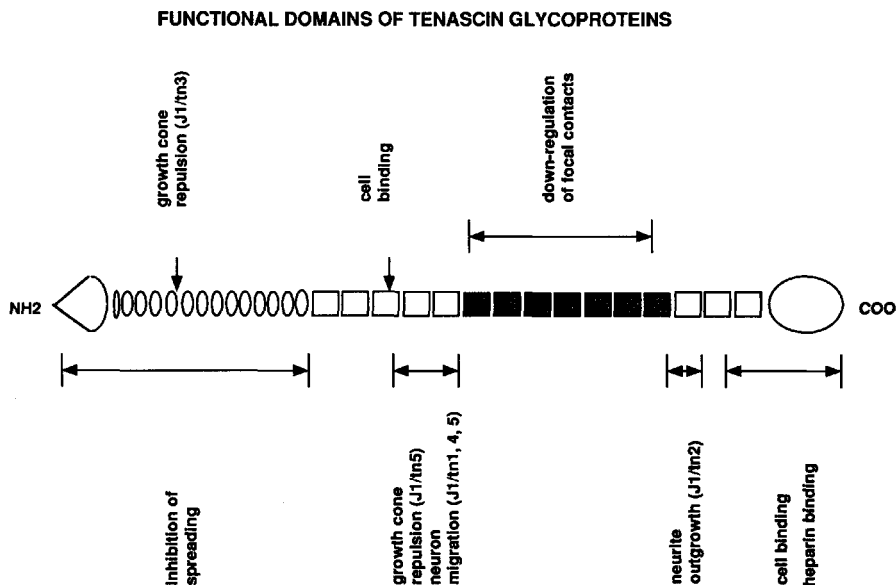 FUNCTIONAL DOMAINS OF TENASCIN GLYCOPROTEINS
growth cone
repulsion (J1/tn3)
cell
binding
down-regulation
of focal contacts
NH2
COO
inhibition of
spreading
growth cone
repulsion (J1/tn5)
neuron
migration (J1/tn1, 4, 5)
neurite
outgrowth (J1/tn2)
cell binding
heparin binding